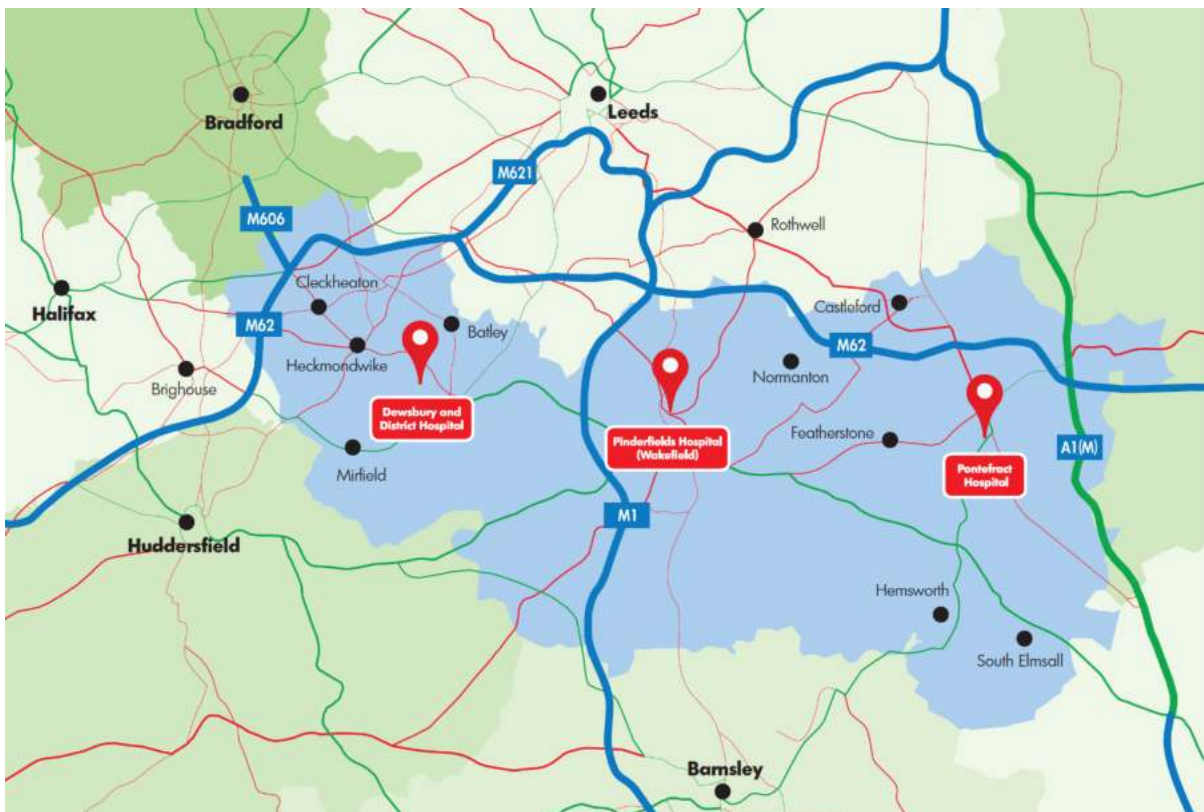 Leeds
Bradford
M621
M606
Rothwell
Cleckheaton
Halifax
Castleford
M62
Batley
M62
Heckmondwike
Normanton
Brighouse
Dewsbury and
District Hospital
Pinderfields Hospital
(Wakefield)
Featherstone
A1(M)
Mirfield
Pontefract
Hospital
M1
Huddersfield
Hemsworth
South Elmsall
Barnsley